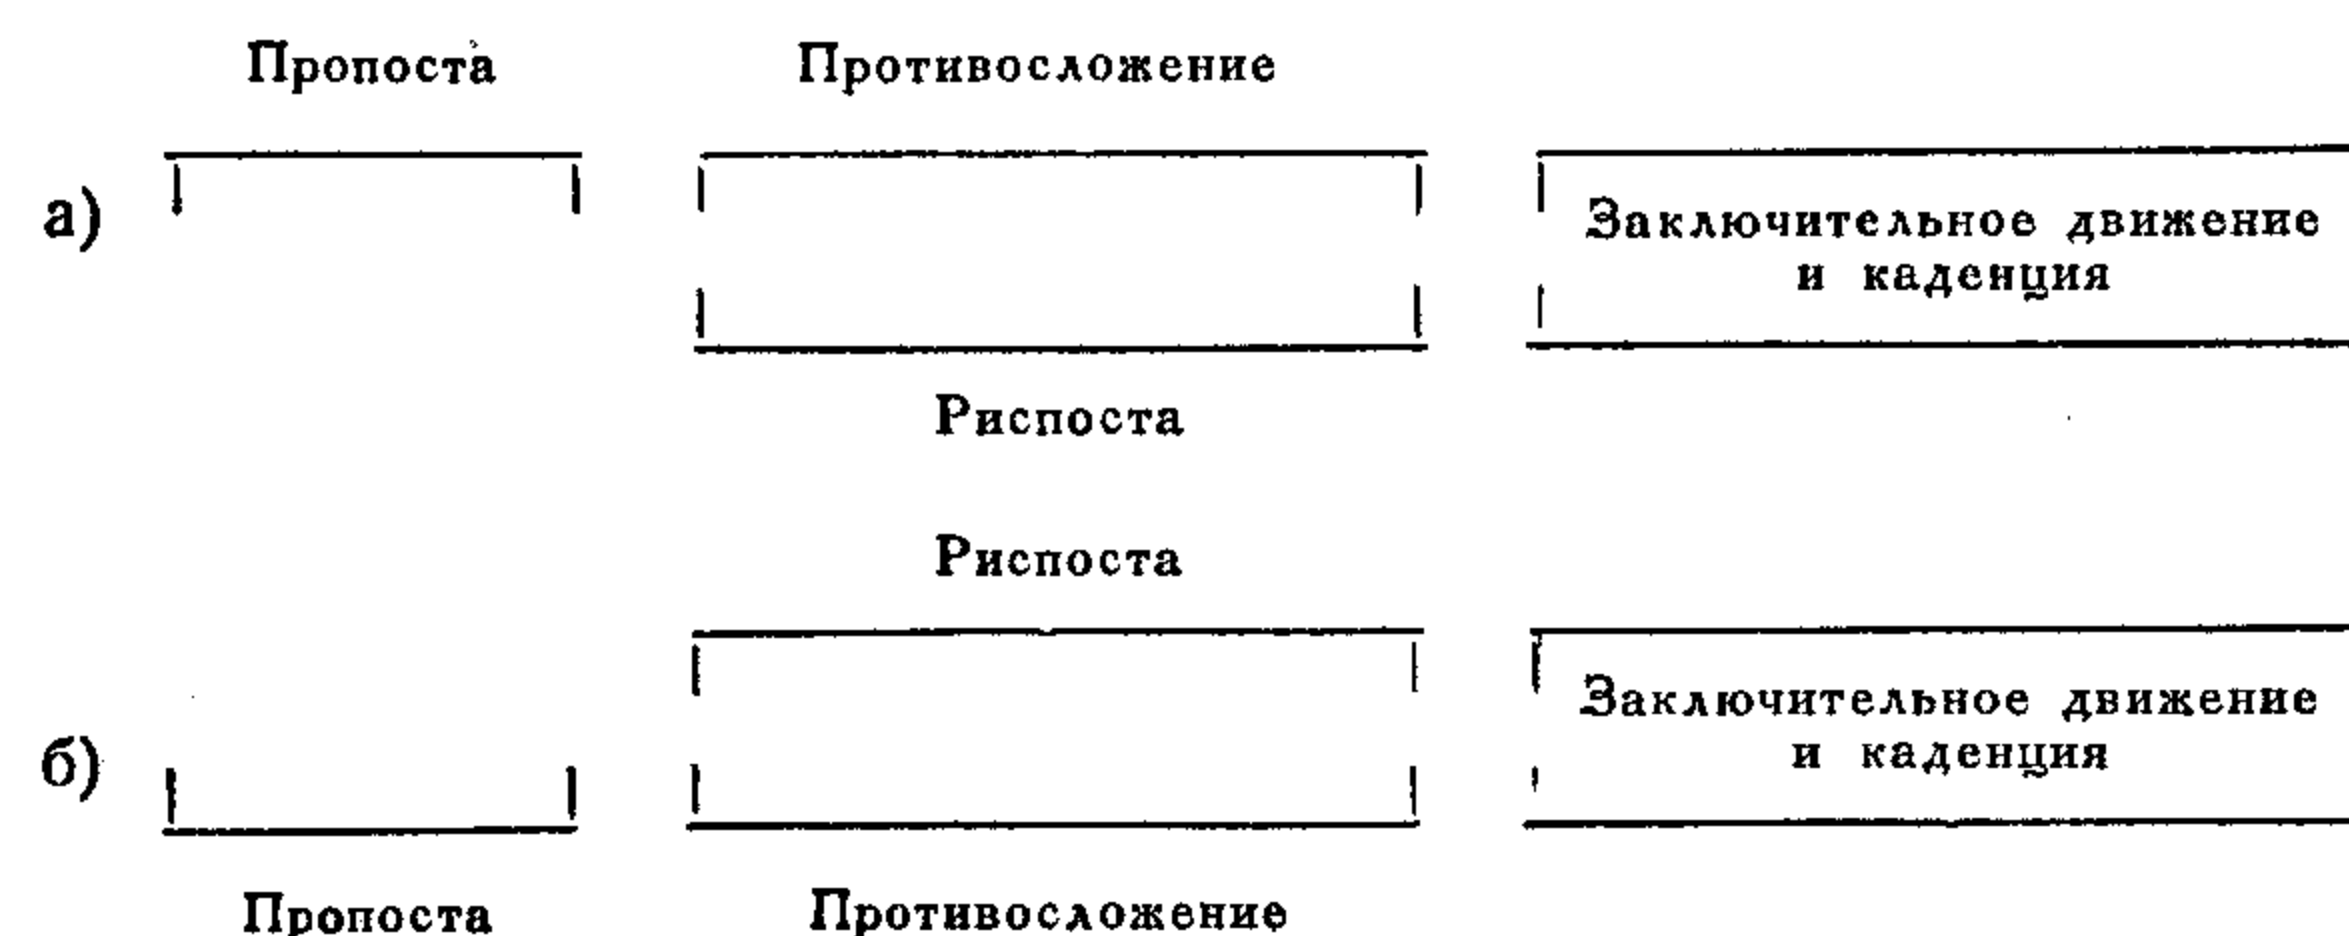 Пропоста Противосложение
а)
Заключительное движение
и каденция
Риспоста
Риспоста
б)
Заключительное движение
и каденция
Пропоста Противосложение